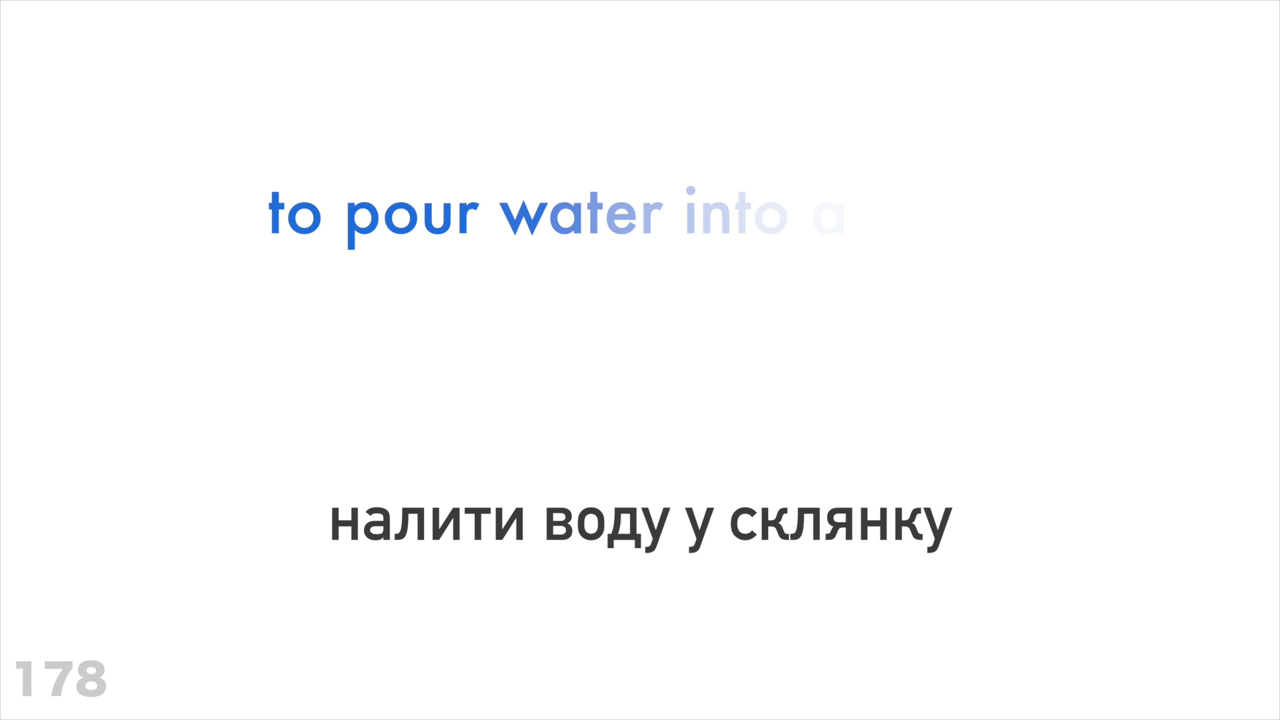 to pour water into a
налити воду у склянку
178